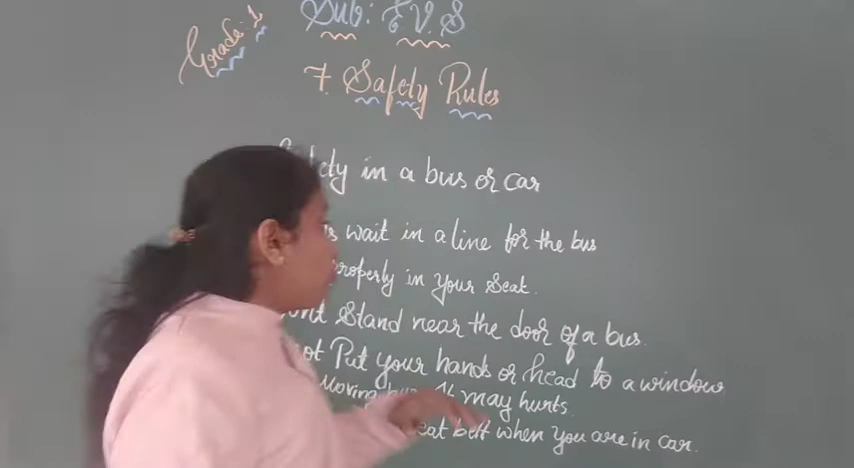 Sub: E.V.S
Grade: 1
7. Safety Rules
Safety in a bus or car
wait in a line for the bus
properly in your Seat.
Dont Stand near the door of a bus.
not Put your hands or head to a window
Moving bus. It may hurts.
seat belt when you are in car.